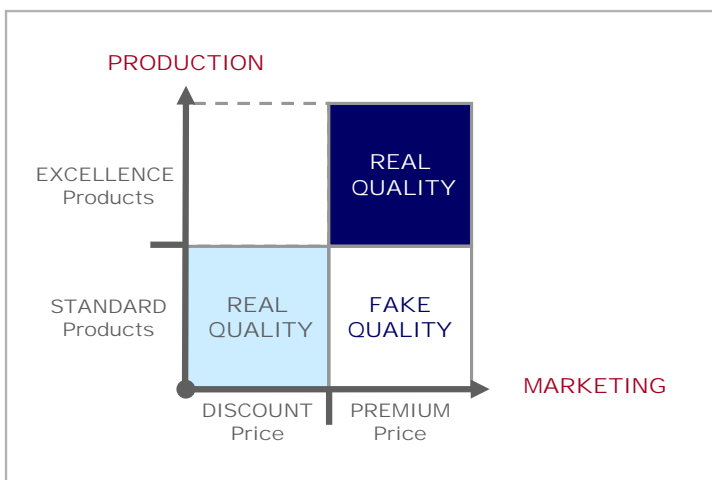 PRODUCTION
EXCELLENCE
Products
REAL
QUALITY
STANDARD
Products
REAL
QUALITY
FAKE
QUALITY
MARKETING
DISCOUNT
Price
PREMIUM
Price